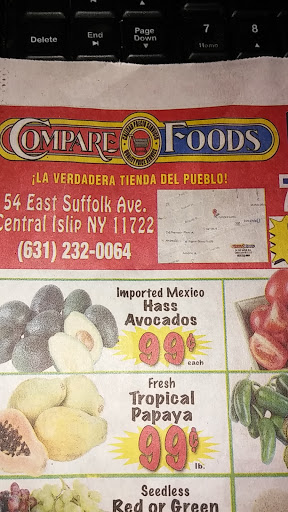 Delete
End
Page
Down
7
Home
8
COMPARE FOODS
¡LA VERDADERA TIENDA DEL PUEBLO!
54 East Suffolk Ave.
Central Islip NY 11722
(631) 232-0064
Imported Mexico
Hass
Avocados
99¢
each
Fresh
Tropical
Papaya
99¢
lb.
Seedless
Red or Green